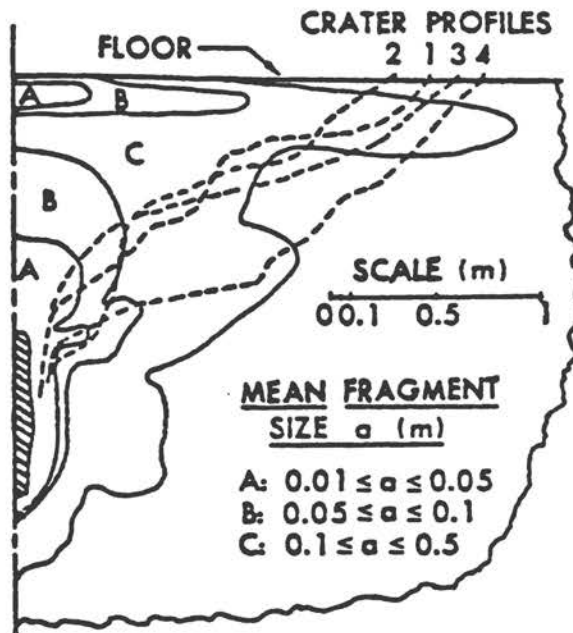 CRATER PROFILES
FLOOR
2 1 3 4
A
B
C
B
A
SCALE (m)
0 0.1 0.5 1
MEAN FRAGMENT
SIZE a (m)
A: 0.01 ≤ a ≤ 0.05
B: 0.05 ≤ a ≤ 0.1
C: 0.1 ≤ a ≤ 0.5